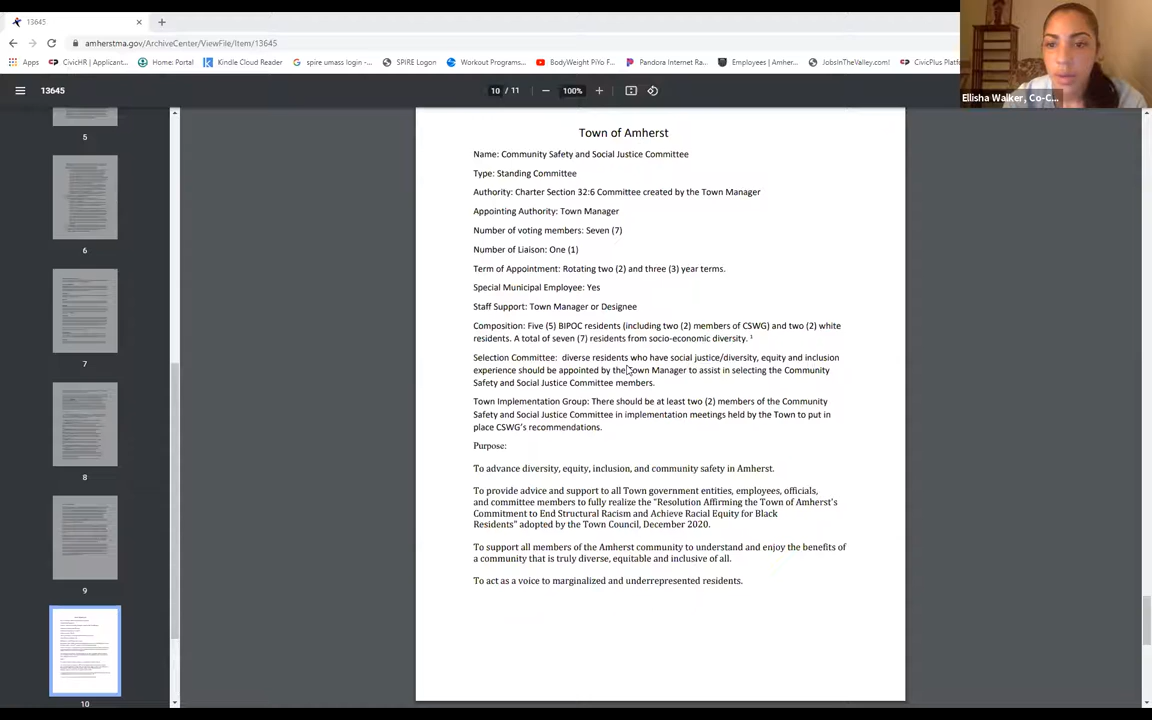 13645
amherstma.gov/ArchiveCenter/ViewFile/Item/13645
Apps
CivicHR | Applicant...
Home: Portal
Kindle Cloud Reader
spire umass login -...
SPIRE Logon
Workout Programs...
BodyWeight PiYo F...
Pandora Internet Ra...
Employees | Amher...
JobsInTheValley.com!
CivicPlus Platf
Ellisha Walker, Co-C...
13645
10 / 11
100%
5
6
7
8
9
10
Town of Amherst
Name: Community Safety and Social Justice Committee
Type: Standing Committee
Authority: Charter Section 32:6 Committee created by the Town Manager
Appointing Authority: Town Manager
Number of voting members: Seven (7)
Number of Liaison: One (1)
Term of Appointment: Rotating two (2) and three (3) year terms.
Special Municipal Employee: Yes
Staff Support: Town Manager or Designee
Composition: Five (5) BIPOC residents (including two (2) members of CSWG) and two (2) white
residents. A total of seven (7) residents from socio-economic diversity. 1
Selection Committee: diverse residents who have social justice/diversity, equity and inclusion
experience should be appointed by the Town Manager to assist in selecting the Community
Safety and Social Justice Committee members.
Town Implementation Group: There should be at least two (2) members of the Community
Safety and Social Justice Committee in implementation meetings held by the Town to put in
place CSWG's recommendations.
Purpose:
To advance diversity, equity, inclusion, and community safety in Amherst.
To provide advice and support to all Town government entities, employees, officials,
and committee members to fully realize the "Resolution Affirming the Town of Amherst's
Commitment to End Structural Racism and Achieve Racial Equity for Black
Residents" adopted by the Town Council, December 2020.
To support all members of the Amherst community to understand and enjoy the benefits of
a community that is truly diverse, equitable and inclusive of all.
To act as a voice to marginalized and underrepresented residents.